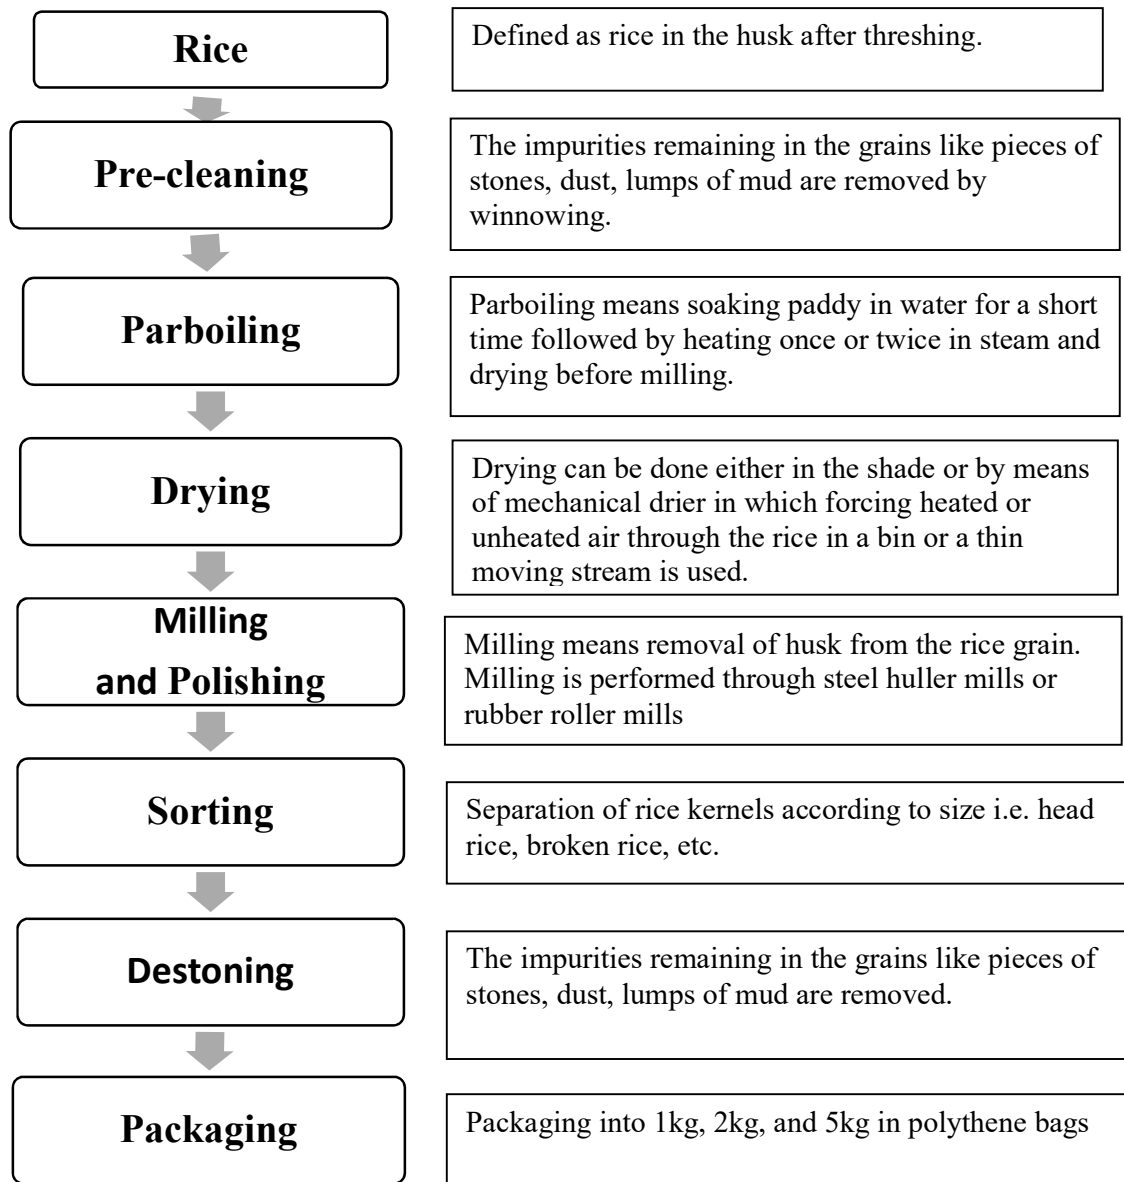 Rice
Defined as rice in the husk after threshing.
Pre-cleaning
The impurities remaining in the grains like pieces of
stones, dust, lumps of mud are removed by
winnowing.
Parboiling
Parboiling means soaking paddy in water for a short
time followed by heating once or twice in steam and
drying before milling.
Drying
Drying can be done either in the shade or by means
of mechanical drier in which forcing heated or
unheated air through the rice in a bin or a thin
moving stream is used.
Milling
and Polishing
Milling means removal of husk from the rice grain.
Milling is performed through steel huller mills or
rubber roller mills
Sorting
Separation of rice kernels according to size i.e. head
rice, broken rice, etc.
Destoning
The impurities remaining in the grains like pieces of
stones, dust, lumps of mud are removed.
Packaging
Packaging into 1kg, 2kg, and 5kg in polythene bags